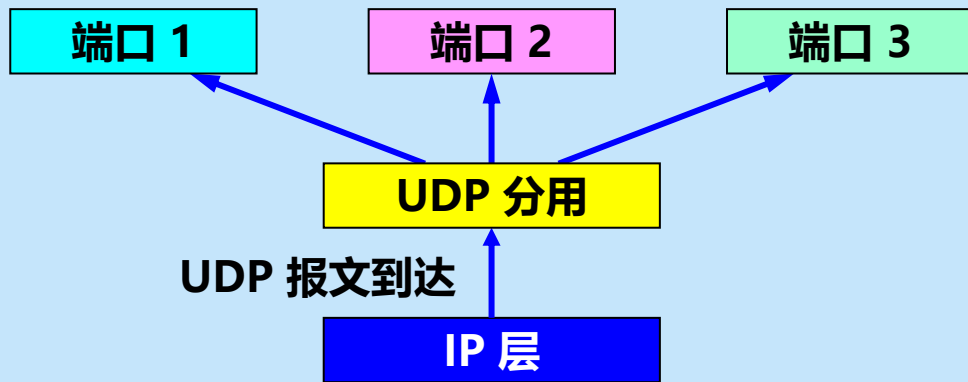 端口 1
端口 2
端口 3
UDP 分用
UDP 报文到达
IP 层